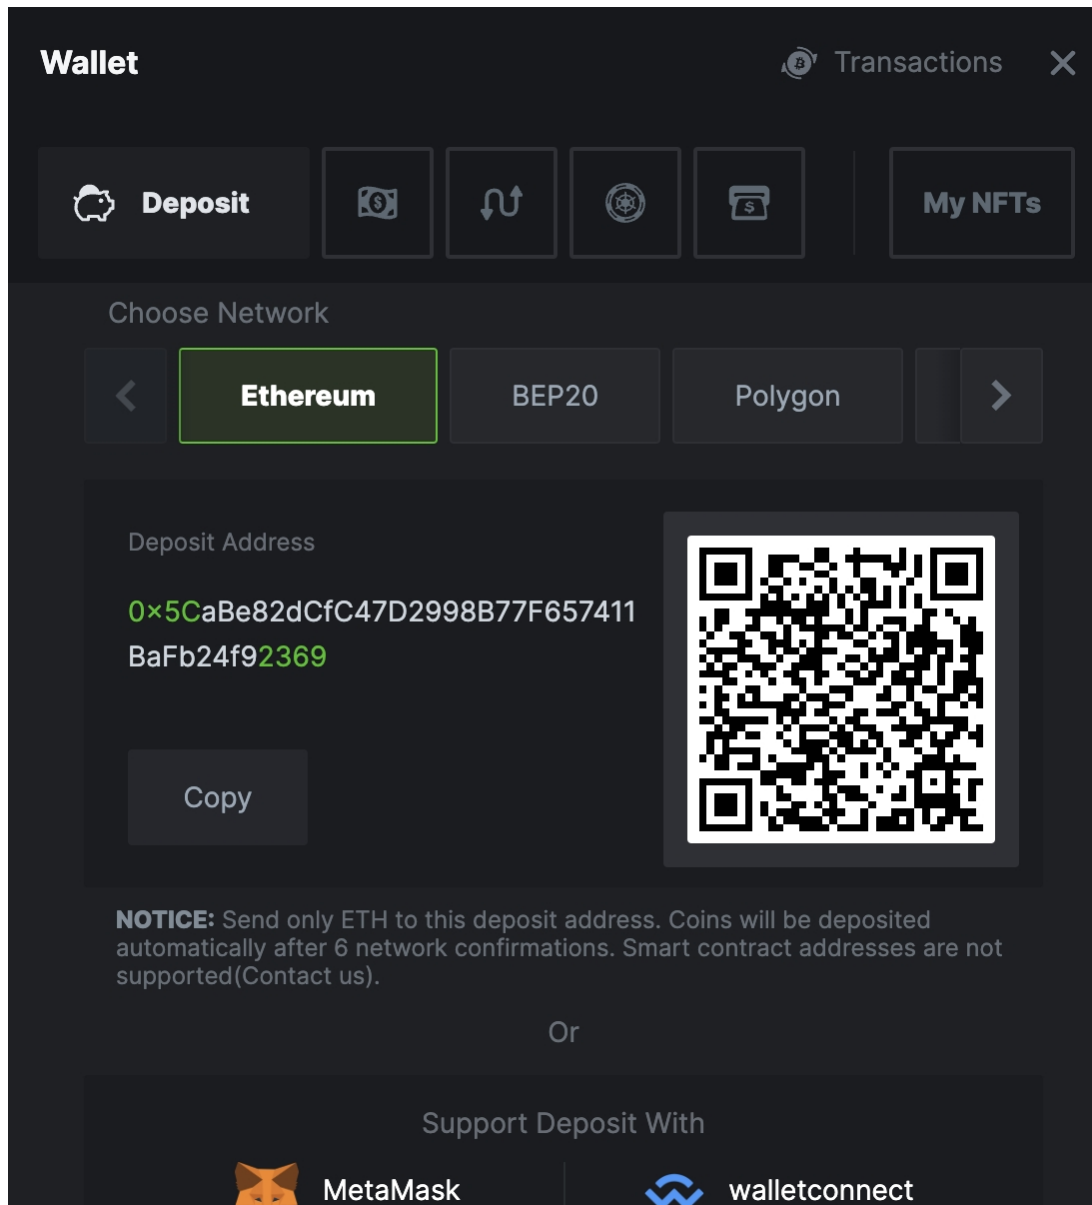 Wallet
Transactions
Deposit
My NFTs
Choose Network
Ethereum
BEP20
Polygon
Deposit Address
0x5CaBe82dCfC47D2998B77F657411
BaFb24f92369
Copy
NOTICE: Send only ETH to this deposit address. Coins will be deposited
automatically after 6 network confirmations. Smart contract addresses are not
supported(Contact us).
Or
Support Deposit With
MetaMask
walletconnect